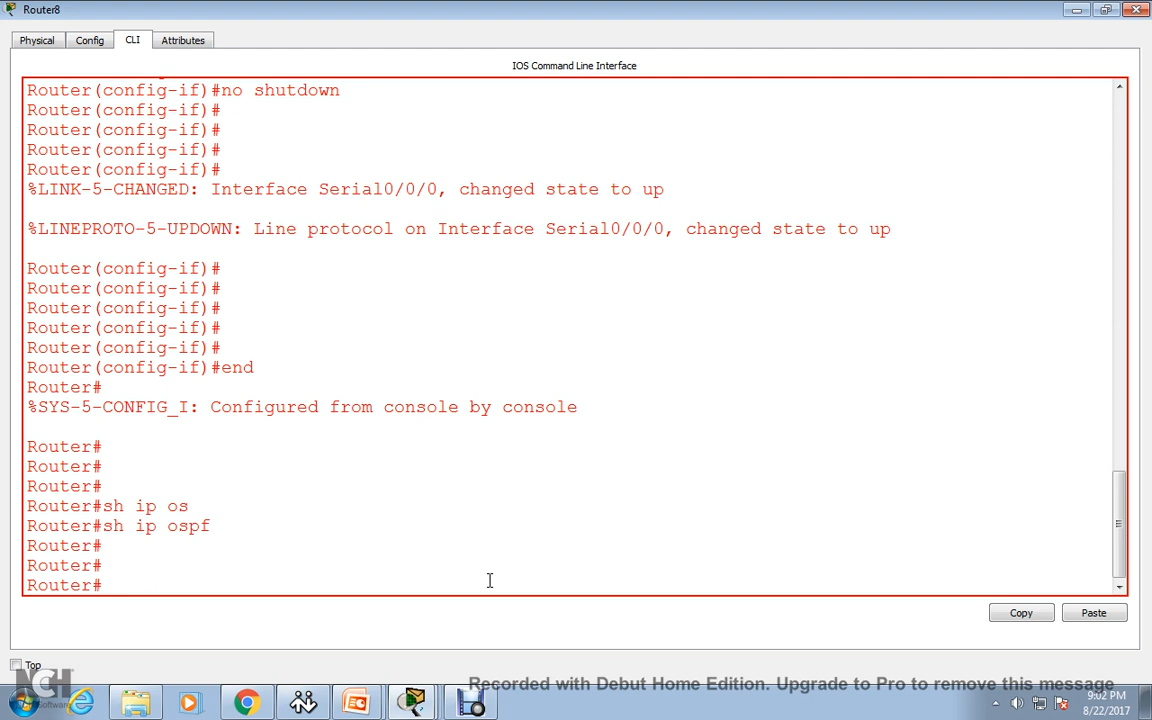 Router8
Physical Config CLI Attributes
IOS Command Line Interface
Router(config-if)#no shutdown
Router(config-if)#
Router(config-if)#
Router(config-if)#
Router(config-if)#
%LINK-5-CHANGED: Interface Serial0/0/0, changed state to up
%LINEPROTO-5-UPDOWN: Line protocol on Interface Serial0/0/0, changed state to up
Router(config-if)#
Router(config-if)#
Router(config-if)#
Router(config-if)#
Router(config-if)#
Router(config-if)#end
Router#
%SYS-5-CONFIG_I: Configured from console by console
Router#
Router#
Router#
Router#sh ip os
Router#sh ip ospf
Router#
Router#
Router#
Copy Paste
Top
NCH
Software
Recorded with Debut Home Edition. Upgrade to Pro to remove this message
9:02 PM
8/22/2017